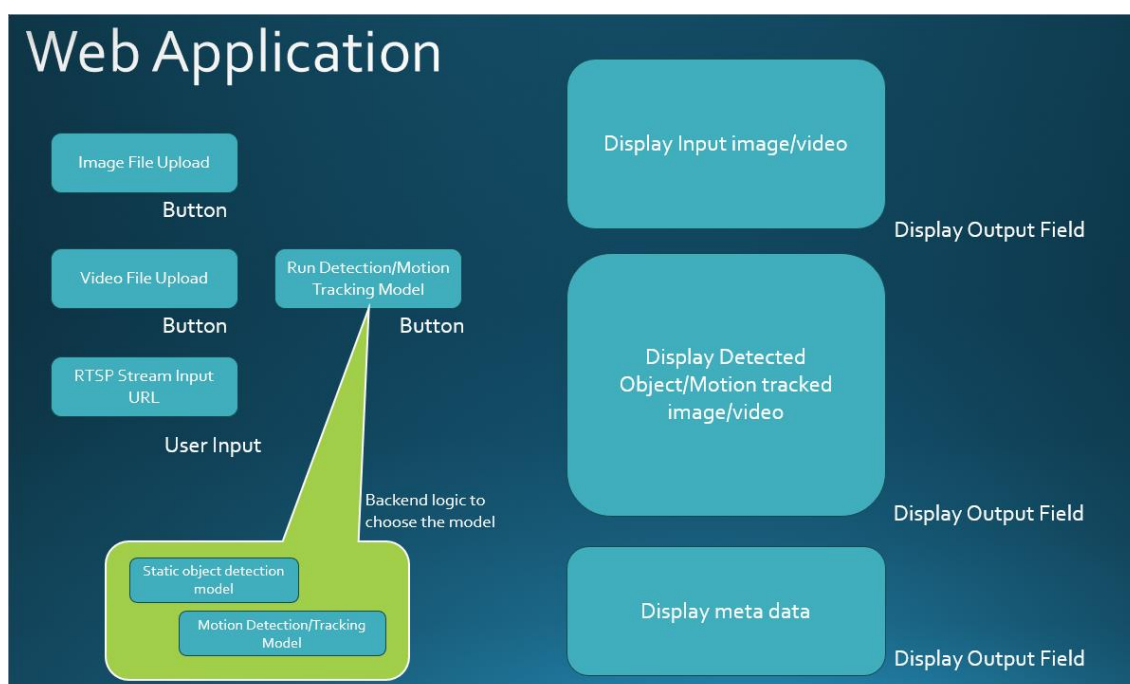 Web Application
Image File Upload
Button
Video File Upload
Button
RTSP Stream Input
URL
User Input
Run Detection/Motion
Tracking Model
Button
Backend logic to
choose the model
Static object detection
model
Motion Detection/Tracking
Model
Display Input image/video
Display Output Field
Display Detected
Object/Motion tracked
image/video
Display Output Field
Display meta data
Display Output Field